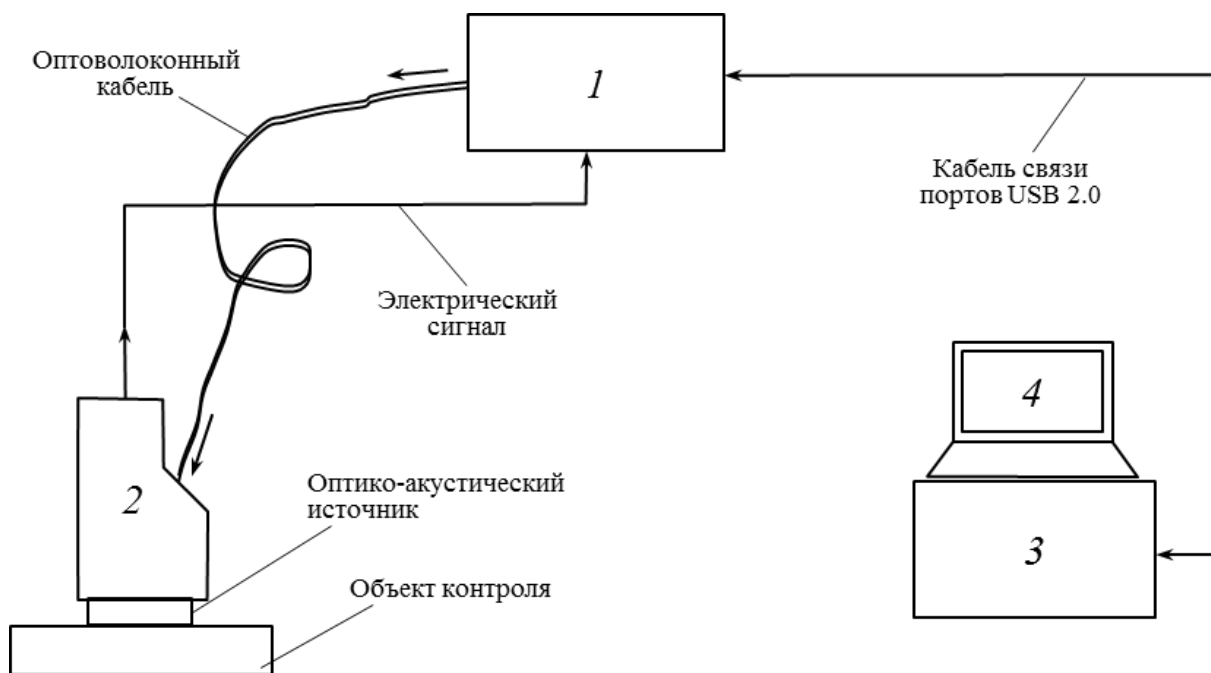 Оптоволоконный
кабель
1
Кабель связи
портов USB 2.0
Электрический
сигнал
4
2
Оптико-акустический
источник
3
Объект контроля